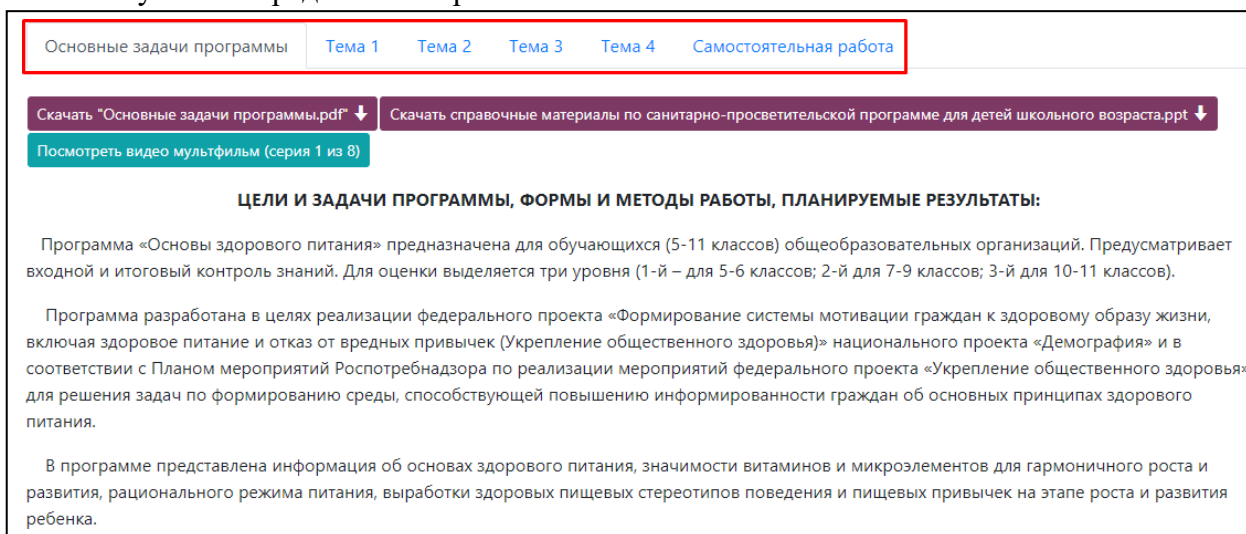 Основные задачи программы Тема 1 Тема 2 Тема 3 Тема 4 Самостоятельная работа
Скачать "Основные задачи программы.pdf" Скачать справочные материалы по санитарно-просветительской программе для детей школьного возраста.ppt
Посмотреть видео мультфильм (серия 1 из 8)
ЦЕЛИ И ЗАДАЧИ ПРОГРАММЫ, ФОРМЫ И МЕТОДЫ РАБОТЫ, ПЛАНИРУЕМЫЕ РЕЗУЛЬТАТЫ:
Программа «Основы здорового питания» предназначена для обучающихся (5-11 классов) общеобразовательных организаций. Предусматривает
входной и итоговый контроль знаний. Для оценки выделяется три уровня (1-й – для 5-6 классов; 2-й для 7-9 классов; 3-й для 10-11 классов).
Программа разработана в целях реализации федерального проекта «Формирование системы мотивации граждан к здоровому образу жизни,
включая здоровое питание и отказ от вредных привычек (Укрепление общественного здоровья)» национального проекта «Демография» и в
соответствии с Планом мероприятий Роспотребнадзора по реализации мероприятий федерального проекта «Укрепление общественного здоровья»
для решения задач по формированию среды, способствующей повышению информированности граждан об основных принципах здорового
питания.
В программе представлена информация об основах здорового питания, значимости витаминов и микроэлементов для гармоничного роста и
развития, рационального режима питания, выработки здоровых пищевых стереотипов поведения и пищевых привычек на этапе роста и развития
ребенка.